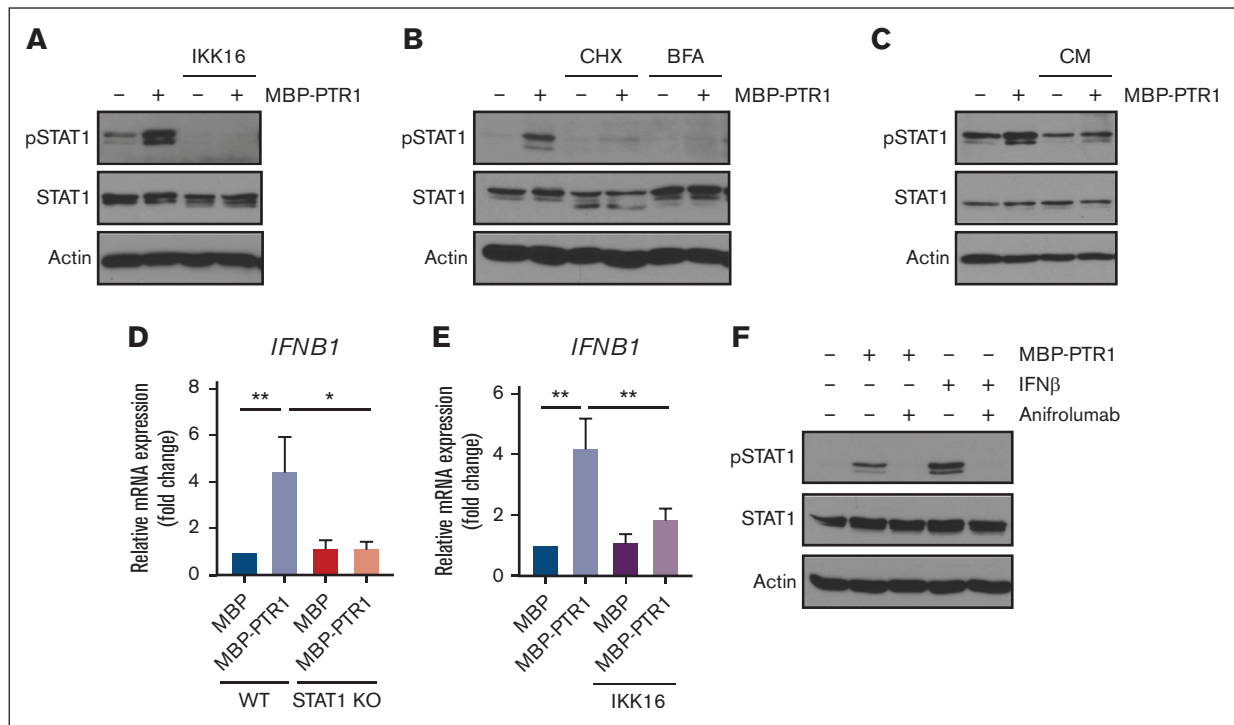 A
IKK16
– + – + MBP-PTR1
pSTAT1
STAT1
Actin
B
CHX BFA
– + – + – + MBP-PTR1
pSTAT1
STAT1
Actin
C
CM
– + – + MBP-PTR1
pSTAT1
STAT1
Actin
D
IFNB1
Relative mRNA expression
(fold change)
8
6
4
2
0
** *
MBP
MBP-PTR1
MBP
MBP-PTR1
WT STAT1 KO
E
IFNB1
Relative mRNA expression
(fold change)
6
4
2
0
** **
MBP
MBP-PTR1
MBP
MBP-PTR1
IKK16
F
– + + – – MBP-PTR1
– – – + + IFNβ
– – + – + Anifrolumab
pSTAT1
STAT1
Actin